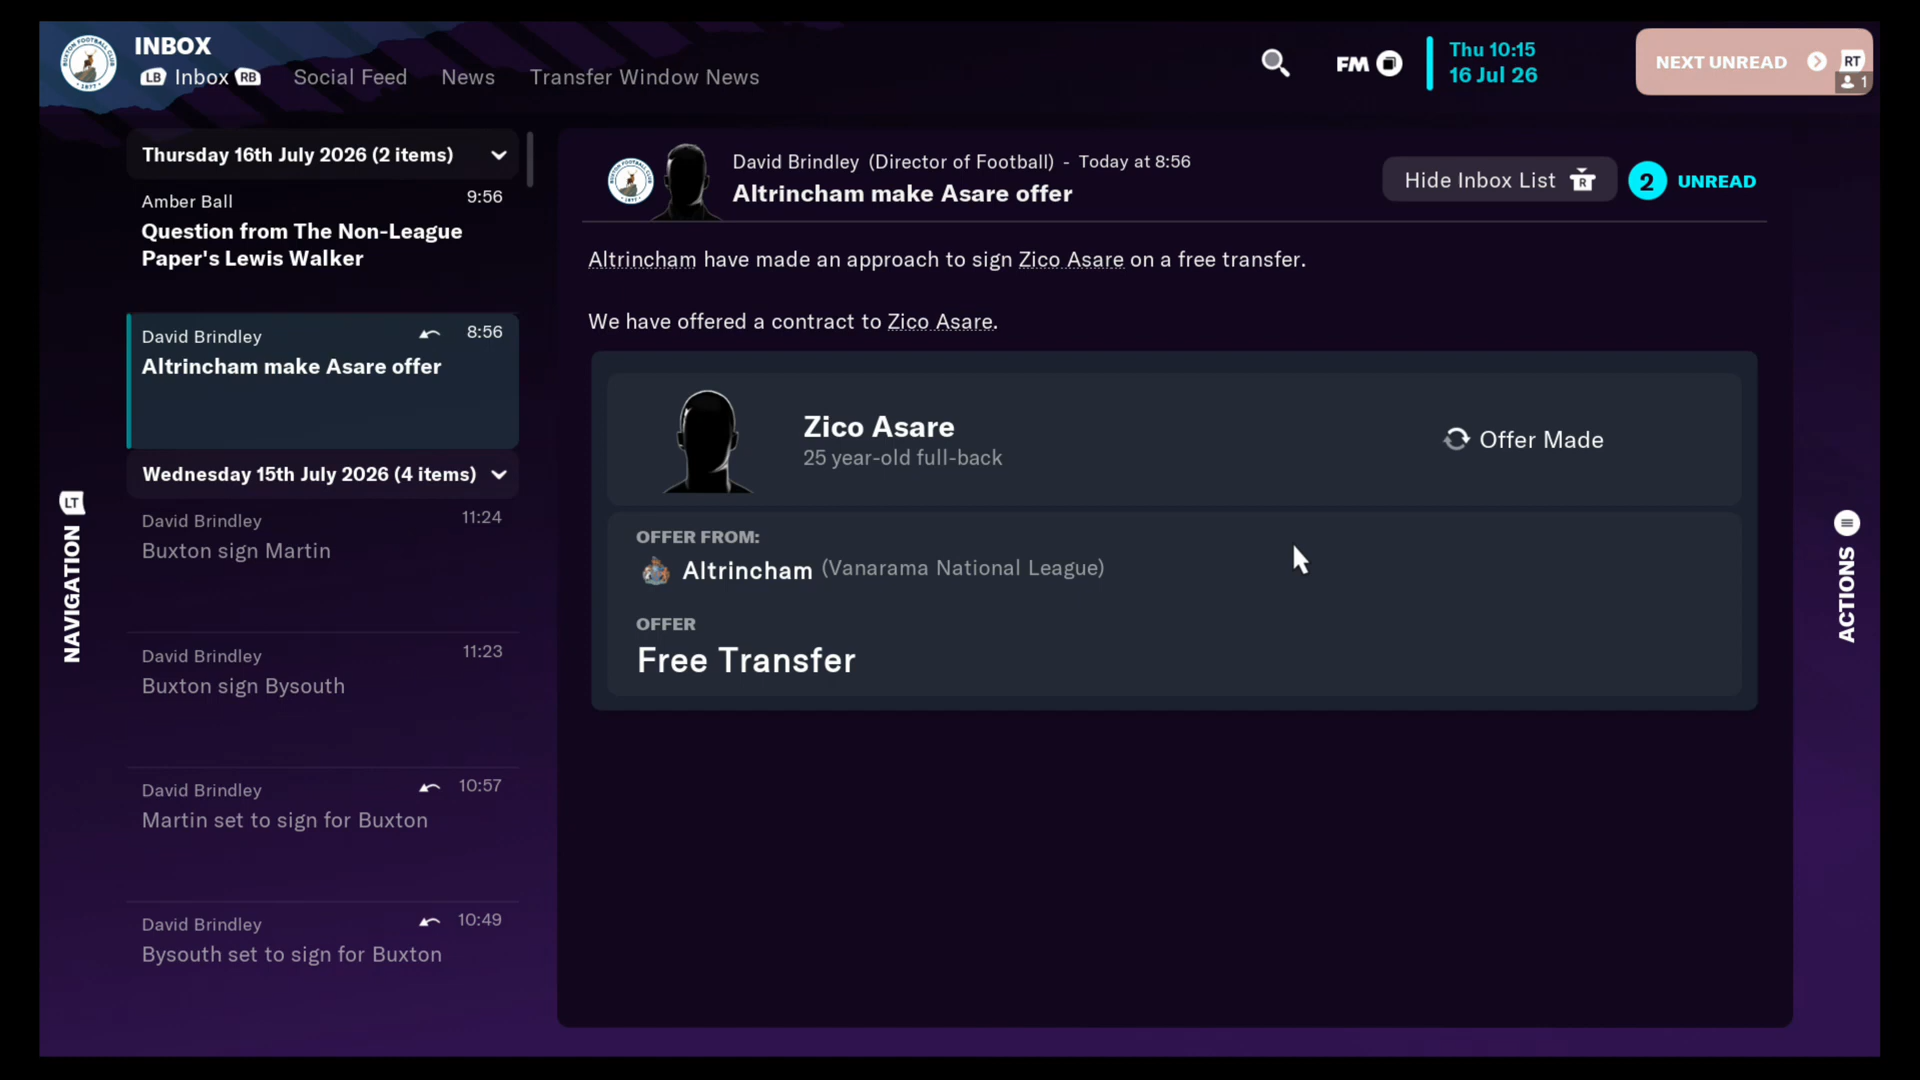 INBOX
LB Inbox RB
Social Feed
News
Transfer Window News
FM
Thu 10:15
16 Jul 26
NEXT UNREAD
RT
1
Thursday 16th July 2026 (2 items)
Amber Ball
9:56
Question from The Non-League
Paper's Lewis Walker
David Brindley
8:56
Altrincham make Asare offer
Wednesday 15th July 2026 (4 items)
David Brindley
11:24
Buxton sign Martin
David Brindley
11:23
Buxton sign Bysouth
David Brindley
10:57
Martin set to sign for Buxton
David Brindley
10:49
Bysouth set to sign for Buxton
LT
NAVIGATION
David Brindley (Director of Football) - Today at 8:56
Altrincham make Asare offer
Hide Inbox List
R
2 UNREAD
Altrincham have made an approach to sign Zico Asare on a free transfer.
We have offered a contract to Zico Asare.
Zico Asare
25 year-old full-back
Offer Made
OFFER FROM:
Altrincham (Vanarama National League)
OFFER
Free Transfer
ACTIONS